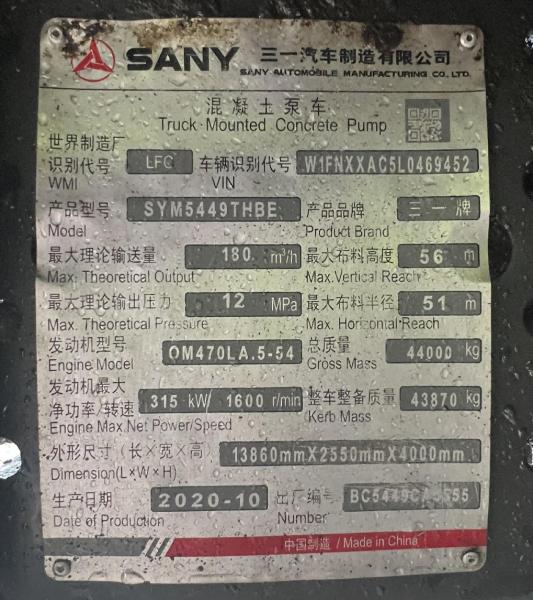 SANY 三一汽车制造有限公司
SANY AUTOMOBILE MANUFACTURING CO., LTD.
混凝土泵车
Truck-Mounted Concrete Pump
世界制造厂
识别代号 LFC 车辆识别代号 W1FNXXAC5L0469452
WMI VIN
产品型号 SYM5449THBE 产品品牌 三一牌
Model Product Brand
最大理论输送量 180 m³/h 最大布料高度 56 m
Max. Theoretical Output Max.Vertical Reach
最大理论输出压力 12 MPa 最大布料半径 51 m
Max. Theoretical Pressure Max. Horizontal Reach
发动机型号 OM470LA.5-54 总质量 44000 kg
Engine Model Gross Mass
发动机最大
净功率/转速 315 kW/ 1600 r/min 整车整备质量 43870 kg
Engine Max.Net Power/Speed Kerb Mass
外形尺寸（长×宽×高） 13860mmX2550mmX4000mm
Dimension(L×W×H)
生产日期 2020-10 出厂编号
Date of Production Number
中国制造 / Made in China